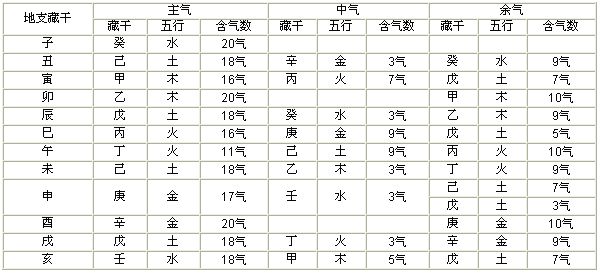 地支藏干 主气 中气 余气
藏干 五行 含气数 藏干 五行 含气数 藏干 五行 含气数
子 癸 水 20气
丑 己 土 18气 辛 金 3气 癸 水 9气
寅 甲 木 16气 丙 火 7气 戊 土 7气
卯 乙 木 20气 甲 木 10气
辰 戊 土 18气 癸 水 3气 乙 木 9气
巳 丙 火 16气 庚 金 9气 戊 土 5气
午 丁 火 11气 己 土 9气 丙 火 10气
未 己 土 18气 乙 木 3气 丁 火 9气
申 庚 金 17气 壬 水 3气 己 土 7气
戊 土 3气
酉 辛 金 20气 庚 金 10气
戌 戊 土 18气 丁 火 3气 辛 金 9气
亥 壬 水 18气 甲 木 5气 戊 土 7气